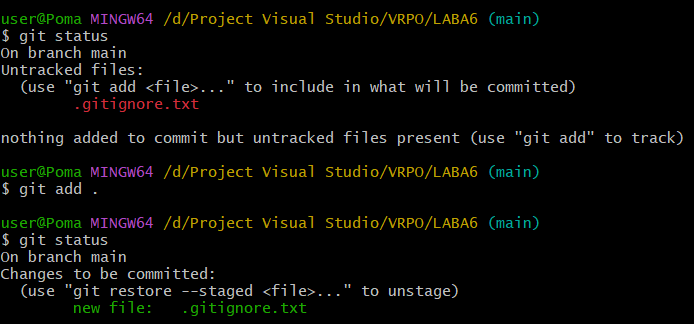 user@Poma MINGW64 /d/Project Visual Studio/VRPO/LABA6 (main)
$ git status
On branch main
Untracked files:
  (use "git add <file>..." to include in what will be committed)
        .gitignore.txt

nothing added to commit but untracked files present (use "git add" to track)

user@Poma MINGW64 /d/Project Visual Studio/VRPO/LABA6 (main)
$ git add .

user@Poma MINGW64 /d/Project Visual Studio/VRPO/LABA6 (main)
$ git status
On branch main
Changes to be committed:
  (use "git restore --staged <file>..." to unstage)
        new file:   .gitignore.txt